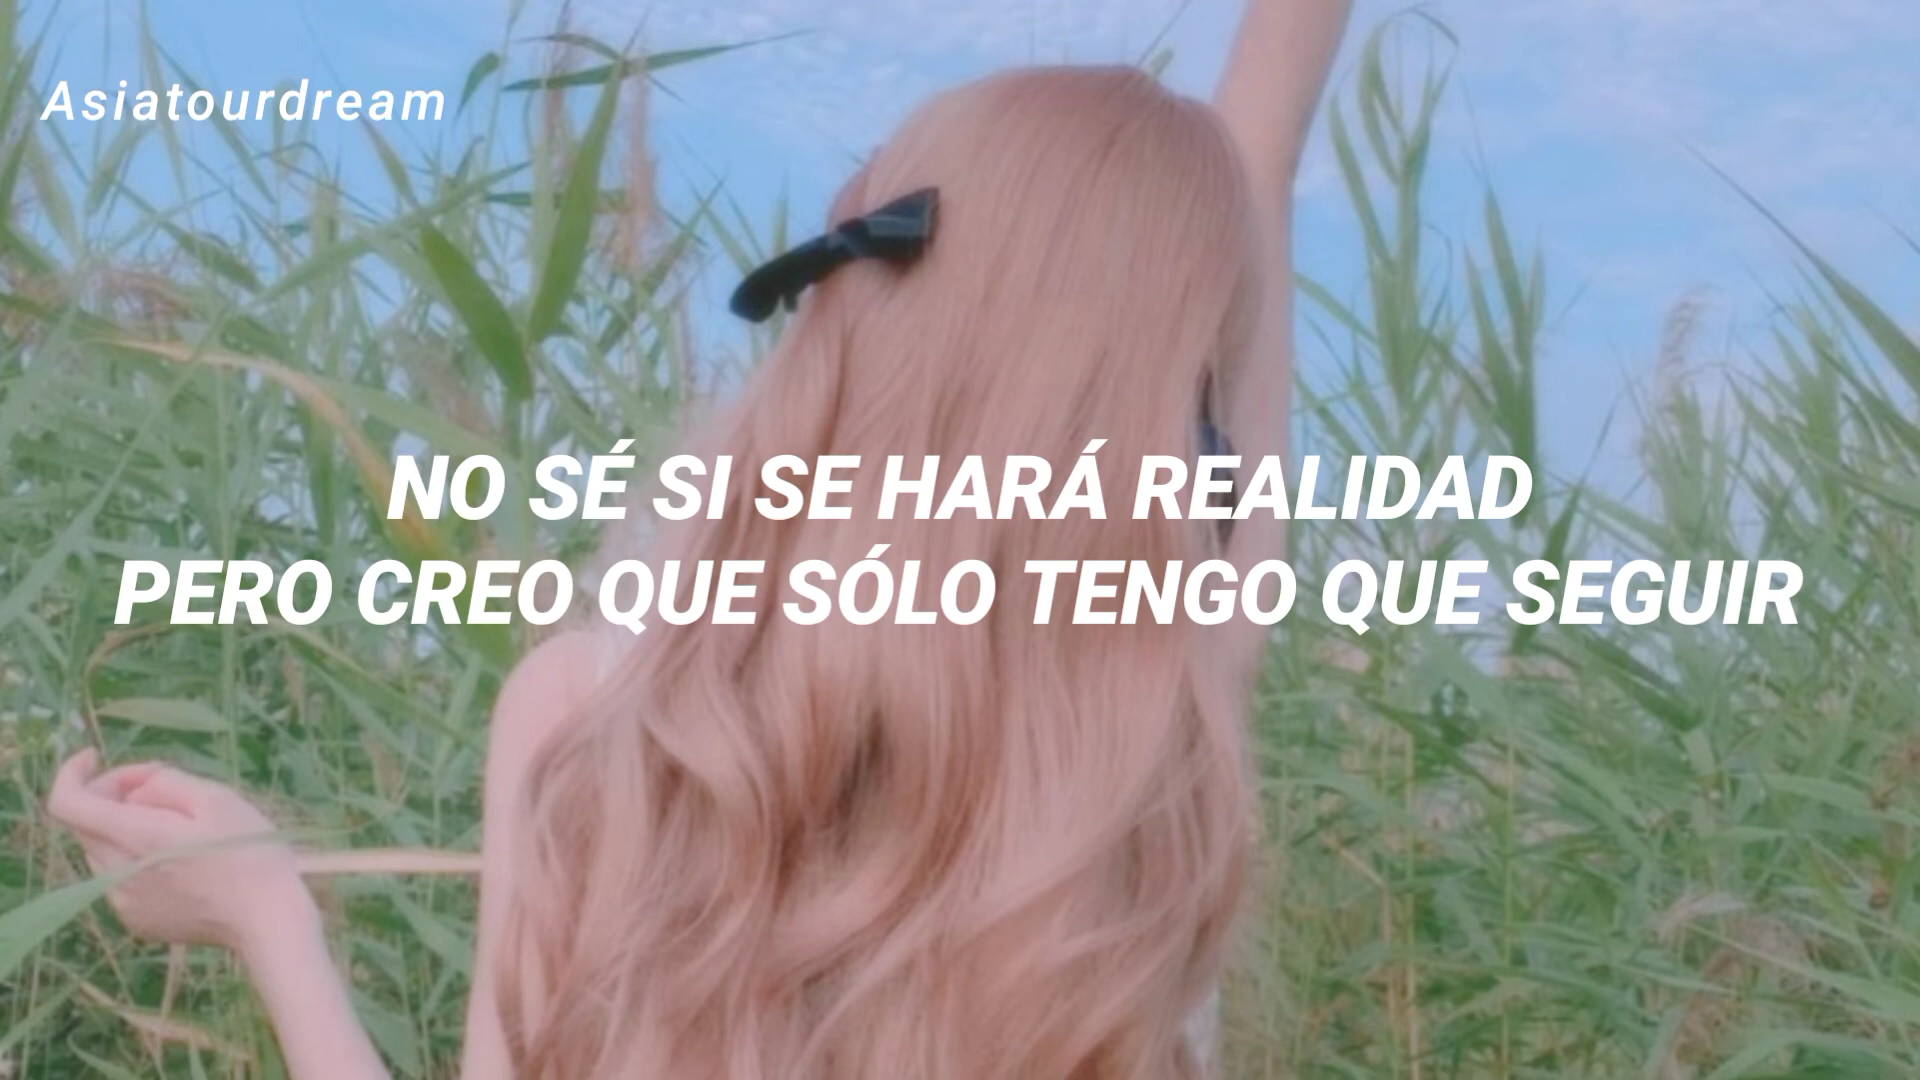 Asiatourdream
NO SÉ SI SE HARÁ REALIDAD
PERO CREO QUE SÓLO TENGO QUE SEGUIR